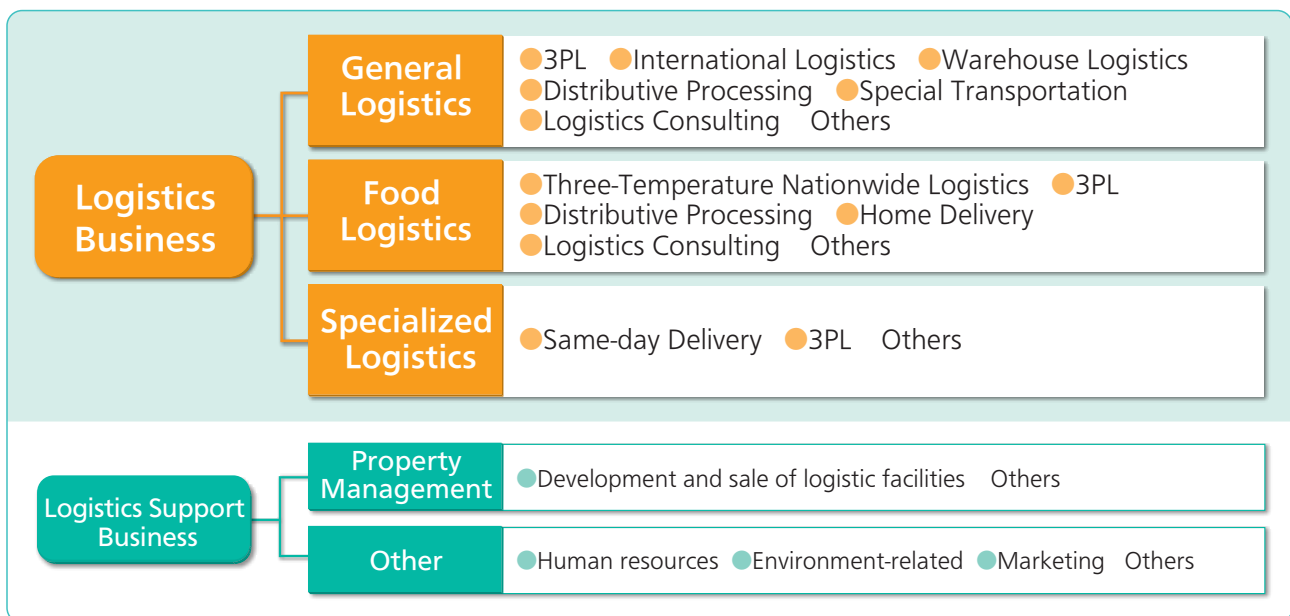 Logistics
Business
General
Logistics
●3PL ●International Logistics ●Warehouse Logistics
●Distributive Processing ●Special Transportation
●Logistics Consulting Others
Food
Logistics
●Three-Temperature Nationwide Logistics ●3PL
●Distributive Processing ●Home Delivery
●Logistics Consulting Others
Specialized
Logistics
●Same-day Delivery ●3PL Others
Logistics Support
Business
Property
Management
●Development and sale of logistic facilities Others
Other
●Human resources ●Environment-related ●Marketing Others